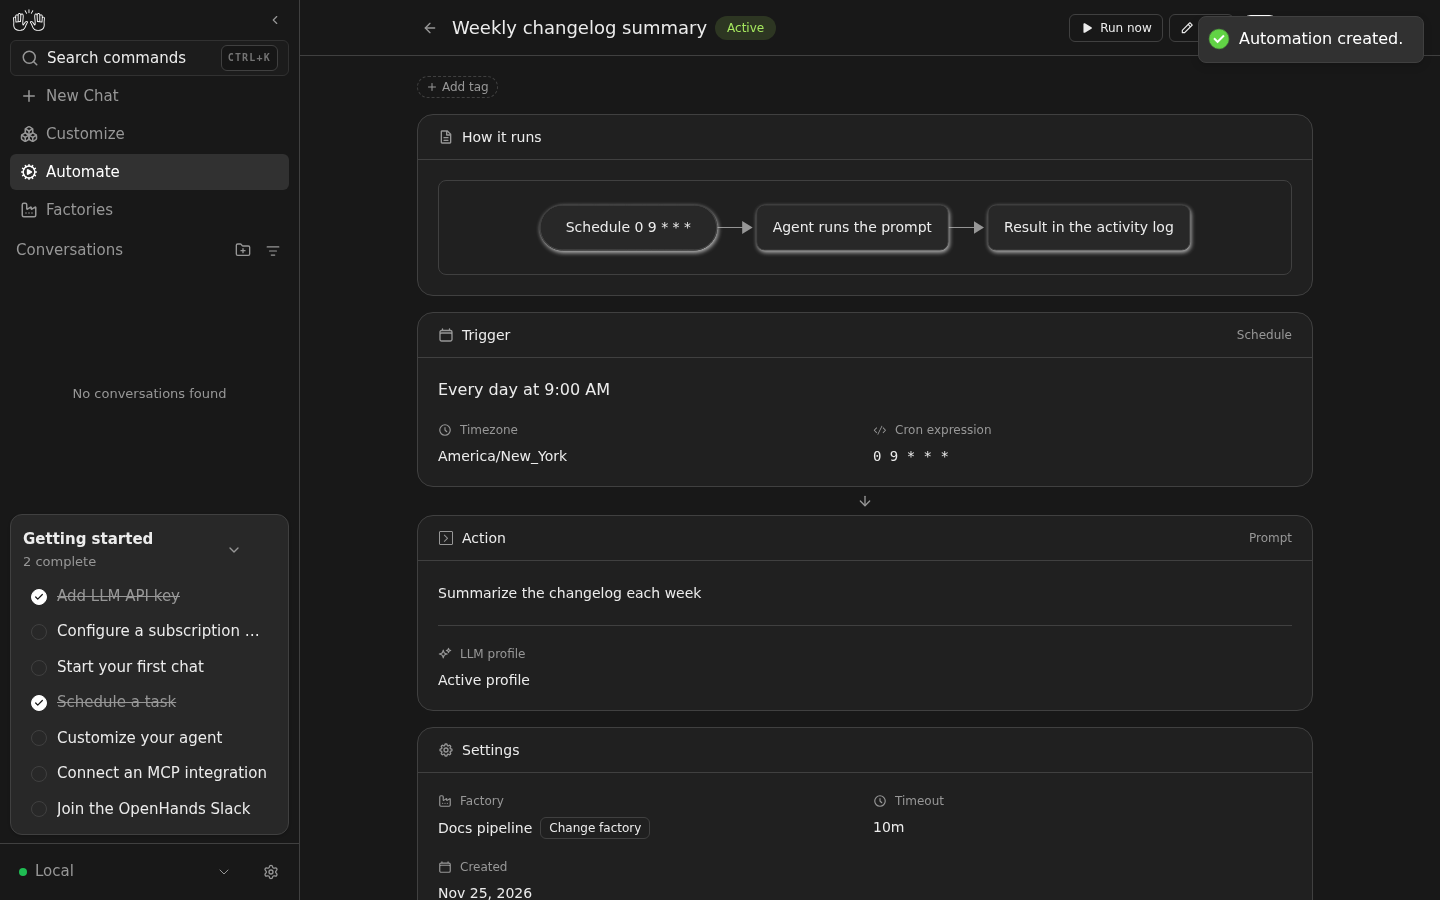 Weekly changelog summary
Active
Run now
Automation created.
Search commands
CTRL+K
New Chat
Customize
Automate
Factories
Conversations
No conversations found
Getting started
2 complete
Add LLM API key
Configure a subscription ...
Start your first chat
Schedule a task
Customize your agent
Connect an MCP integration
Join the OpenHands Slack
Local
Add tag
How it runs
Schedule 0 9 * * *
Agent runs the prompt
Result in the activity log
Trigger
Schedule
Every day at 9:00 AM
Timezone
Cron expression
America/New_York
0 9 * * *
Action
Prompt
Summarize the changelog each week
LLM profile
Active profile
Settings
Factory
Timeout
Docs pipeline
Change factory
10m
Created
Nov 25, 2026